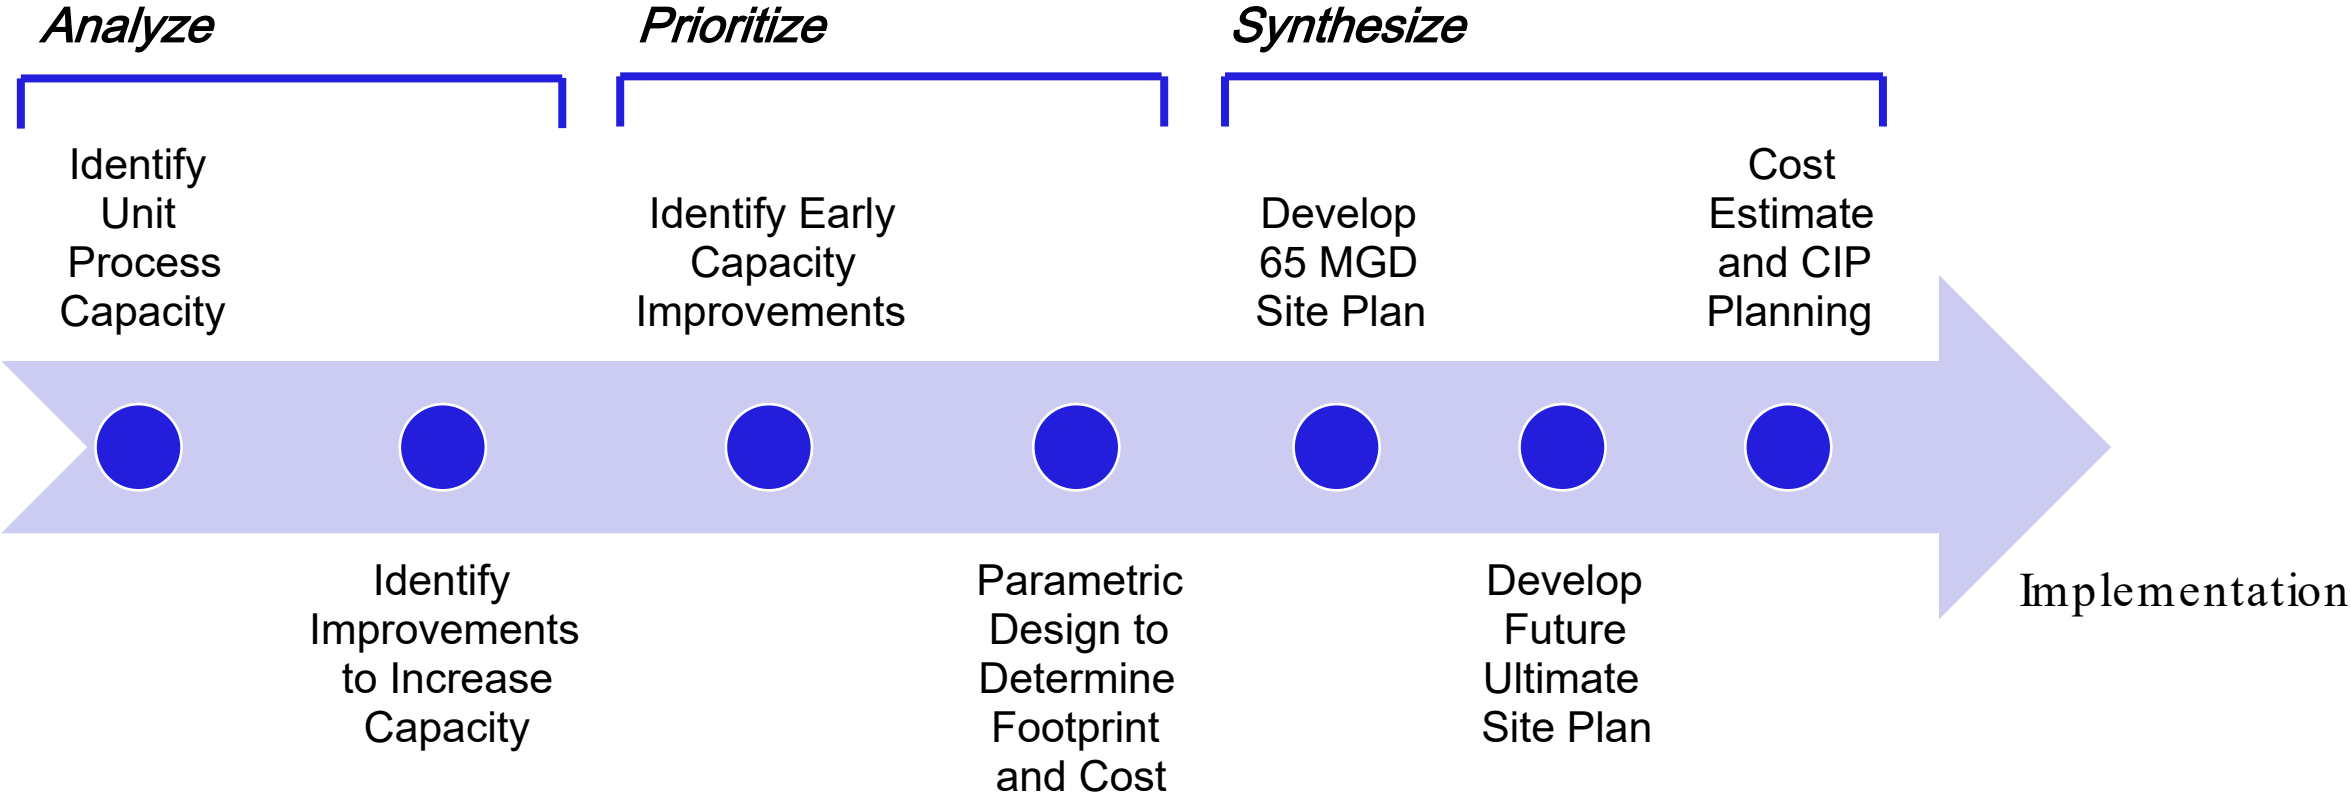 Analyze
Prioritize
Synthesize
Identify
Unit
Process
Capacity
Identify Early
Capacity
Improvements
Develop
65 MGD
Site Plan
Cost
Estimate
and CIP
Planning
Identify
Improvements
to Increase
Capacity
Parametric
Design to
Determine
Footprint
and Cost
Develop
Future
Ultimate
Site Plan
Implementation